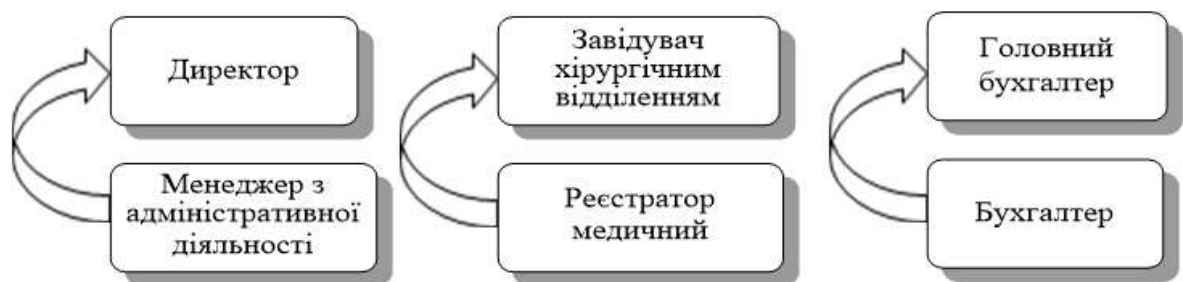 Директор
Завідувач
хірургічним
відділенням
Головний
бухгалтер
Менеджер з
адміністративної
діяльності
Реєстратор
медичний
Бухгалтер